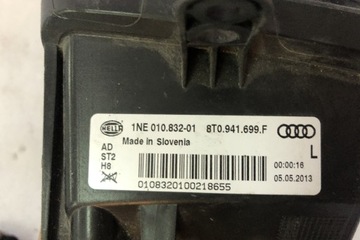 HELLA 1NE 010.832-01 8T0.941.699.F
Made in Slovenia
AD
ST2
H8
L
00:00:16
05.05.2013
0108320100218655